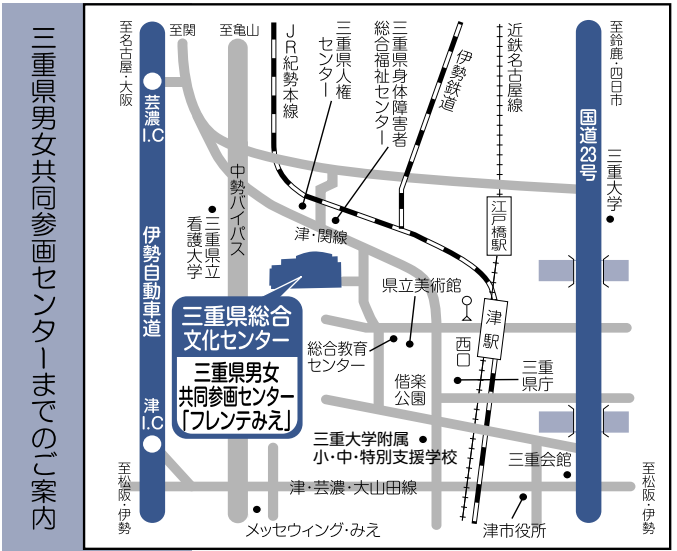 三重県男女共同参画センターまでのご案内
至名古屋・大阪
至関
至亀山
JR紀勢本線
三重県人権
センター
三重県身体障害者
総合福祉センター
伊勢鉄道
近鉄名古屋線
至鈴鹿・四日市
芸濃
I.C
国道23号
三重大学
中勢バイパス
三重県立
看護大学
津・関線
江戸橋駅
伊勢自動車道
県立美術館
三重県総合
文化センター
津駅
西口
総合教育
センター
三重県男女
共同参画センター
「フレンテみえ」
偕楽
公園
三重
県庁
津
I.C
三重大学附属
小・中・特別支援学校
三重会館
至松阪・伊勢
津・芸濃・大山田線
至松阪・伊勢
メッセウィング・みえ
津市役所